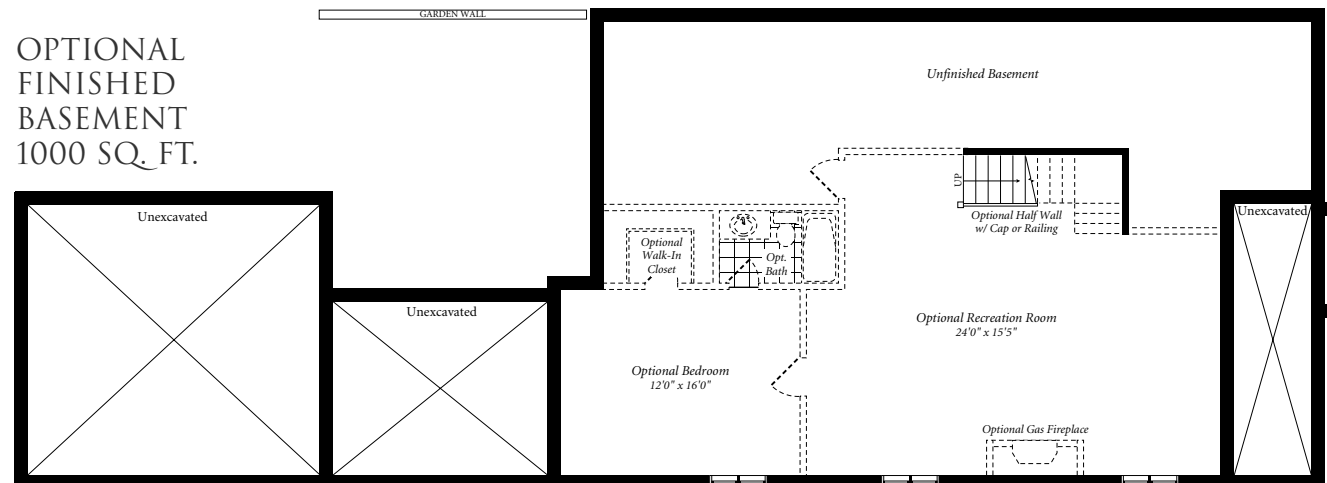 GARDEN WALL
OPTIONAL
FINISHED
BASEMENT
1000 SQ. FT.
Unfinished Basement
UP
Optional Half Wall
w/ Cap or Railing
Unexcavated
Unexcavated
Optional
Walk-In
Closet
Opt.
Bath
Unexcavated
Optional Recreation Room
24'0" x 15'5"
Optional Bedroom
12'0" x 16'0"
Optional Gas Fireplace